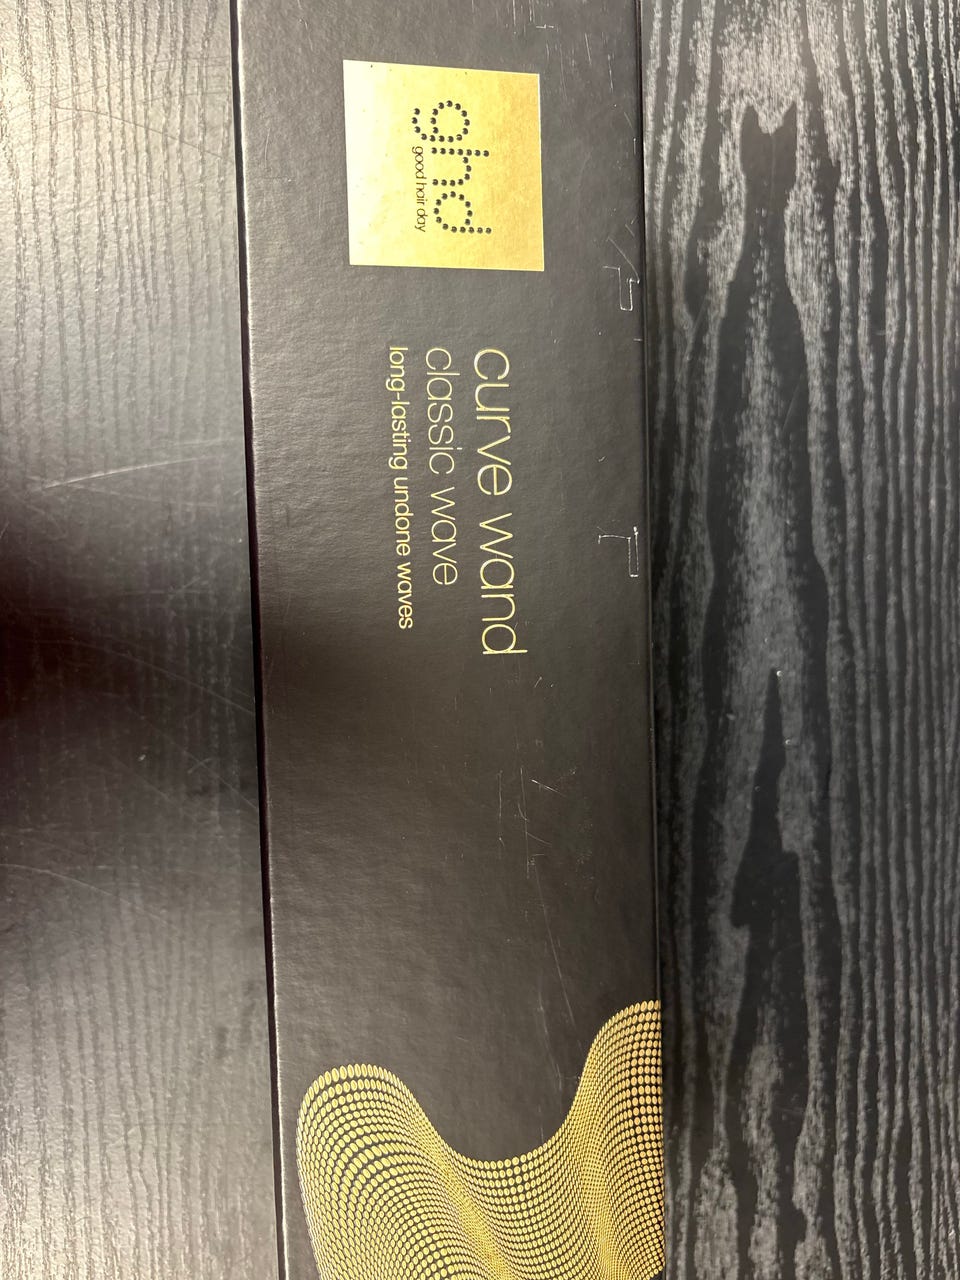 ghd
good hair day
curve wand
classic wave
long-lasting undone waves